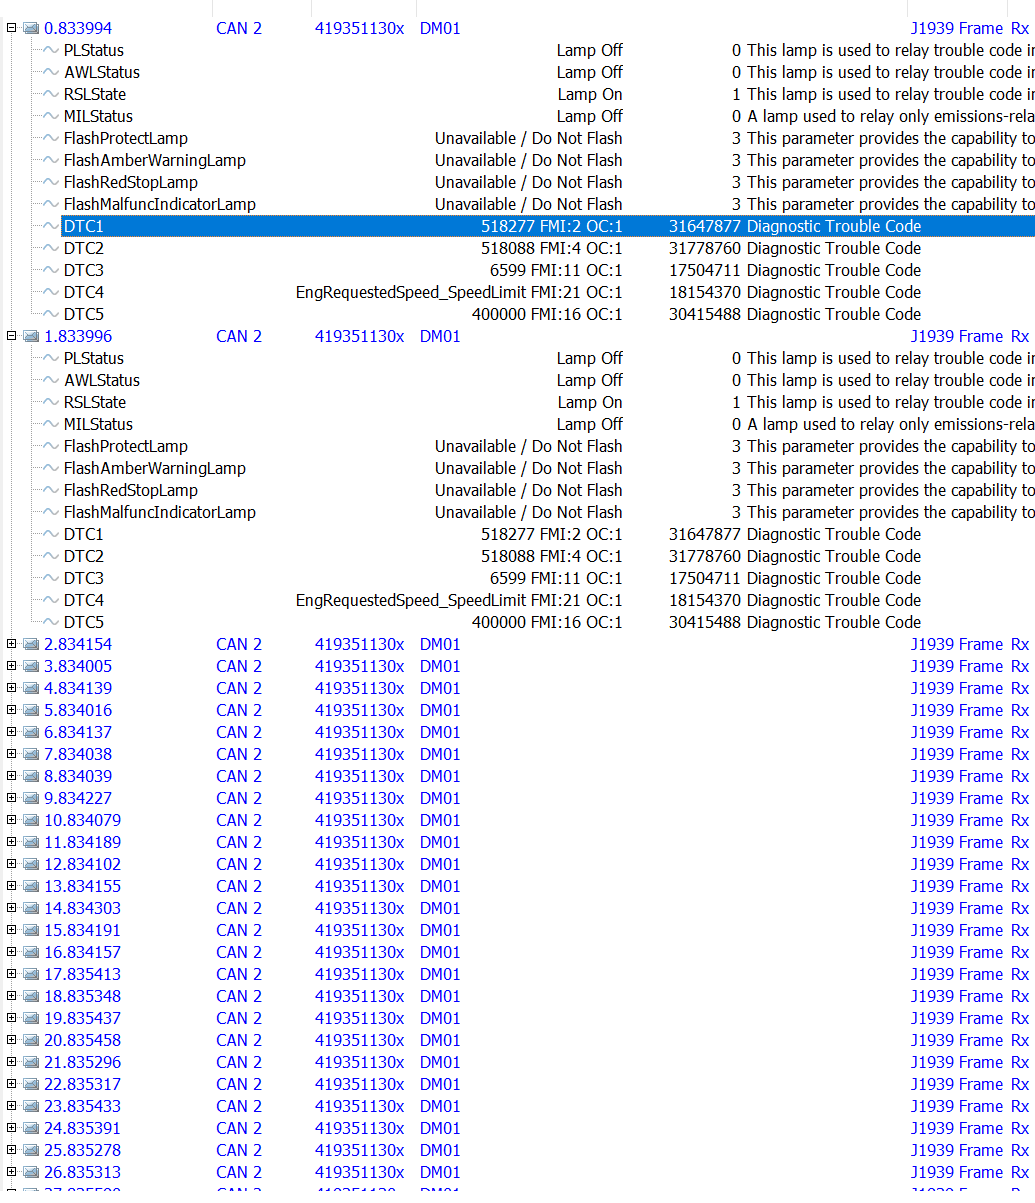 0.833994 CAN 2 419351130x DM01 J1939 Frame Rx
PLStatus Lamp Off 0 This lamp is used to relay trouble code
AWLStatus Lamp Off 0 This lamp is used to relay trouble code
RSLState Lamp On 1 This lamp is used to relay trouble code
MILStatus Lamp Off 0 A lamp used to relay only
FlashProtectLamp Unavailable / Do Not Flash 3 This parameter provides the capability to
FlashAmberWarningLamp Unavailable / Do Not Flash 3 This parameter provides the capability to
FlashRedStopLamp Unavailable / Do Not Flash 3 This parameter provides the capability to
FlashMalfuncIndicatorLamp Unavailable / Do Not Flash 3 This parameter provides the capability to
DTC1 518277 FMI:2 OC:1 31647877 Diagnostic Trouble Code
DTC2 518088 FMI:4 OC:1 31778760 Diagnostic Trouble Code
DTC3 6599 FMI:11 OC:1 17504711 Diagnostic Trouble Code
DTC4 EngRequestedSpeed_SpeedLimit FMI:21 OC:1 18154370 Diagnostic Trouble Code
DTC5 400000 FMI:16 OC:1 30415488 Diagnostic Trouble Code
1.833996 CAN 2 419351130x DM01 J1939 Frame Rx
PLStatus Lamp Off 0 This lamp is used to relay trouble code
AWLStatus Lamp Off 0 This lamp is used to relay trouble code
RSLState Lamp On 1 This lamp is used to relay trouble code
MILStatus Lamp Off 0 A lamp used to relay only
FlashProtectLamp Unavailable / Do Not Flash 3 This parameter provides the capability to
FlashAmberWarningLamp Unavailable / Do Not Flash 3 This parameter provides the capability to
FlashRedStopLamp Unavailable / Do Not Flash 3 This parameter provides the capability to
FlashMalfuncIndicatorLamp Unavailable / Do Not Flash 3 This parameter provides the capability to
DTC1 518277 FMI:2 OC:1 31647877 Diagnostic Trouble Code
DTC2 518088 FMI:4 OC:1 31778760 Diagnostic Trouble Code
DTC3 6599 FMI:11 OC:1 17504711 Diagnostic Trouble Code
DTC4 EngRequestedSpeed_SpeedLimit FMI:21 OC:1 18154370 Diagnostic Trouble Code
DTC5 400000 FMI:16 OC:1 30415488 Diagnostic Trouble Code
2.834154 CAN 2 419351130x DM01 J1939 Frame Rx
3.834005 CAN 2 419351130x DM01 J1939 Frame Rx
4.834139 CAN 2 419351130x DM01 J1939 Frame Rx
5.834016 CAN 2 419351130x DM01 J1939 Frame Rx
6.834137 CAN 2 419351130x DM01 J1939 Frame Rx
7.834038 CAN 2 419351130x DM01 J1939 Frame Rx
8.834039 CAN 2 419351130x DM01 J1939 Frame Rx
9.834227 CAN 2 419351130x DM01 J1939 Frame Rx
10.834079 CAN 2 419351130x DM01 J1939 Frame Rx
11.834189 CAN 2 419351130x DM01 J1939 Frame Rx
12.834102 CAN 2 419351130x DM01 J1939 Frame Rx
13.834155 CAN 2 419351130x DM01 J1939 Frame Rx
14.834303 CAN 2 419351130x DM01 J1939 Frame Rx
15.834191 CAN 2 419351130x DM01 J1939 Frame Rx
16.834157 CAN 2 419351130x DM01 J1939 Frame Rx
17.835413 CAN 2 419351130x DM01 J1939 Frame Rx
18.835348 CAN 2 419351130x DM01 J1939 Frame Rx
19.835437 CAN 2 419351130x DM01 J1939 Frame Rx
20.835458 CAN 2 419351130x DM01 J1939 Frame Rx
21.835296 CAN 2 419351130x DM01 J1939 Frame Rx
22.835317 CAN 2 419351130x DM01 J1939 Frame Rx
23.835433 CAN 2 419351130x DM01 J1939 Frame Rx
24.835391 CAN 2 419351130x DM01 J1939 Frame Rx
25.835278 CAN 2 419351130x DM01 J1939 Frame Rx
26.835313 CAN 2 419351130x DM01 J1939 Frame Rx